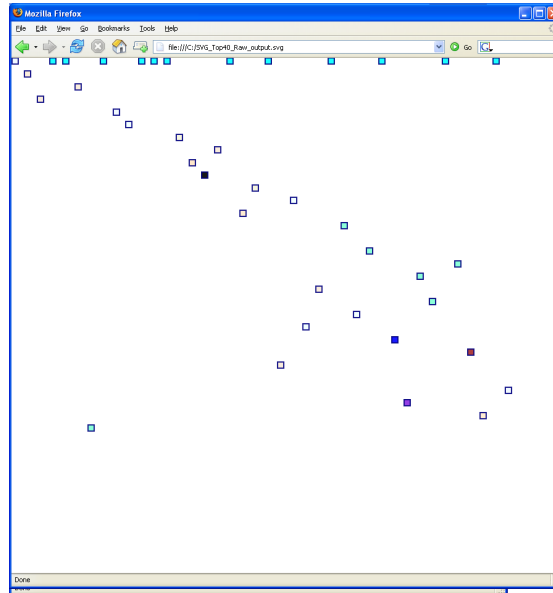 Mozilla Firefox
File Edit View Go Bookmarks Tools Help
file:///C:/SVG_Top40_Raw_output.svg Go G
Done